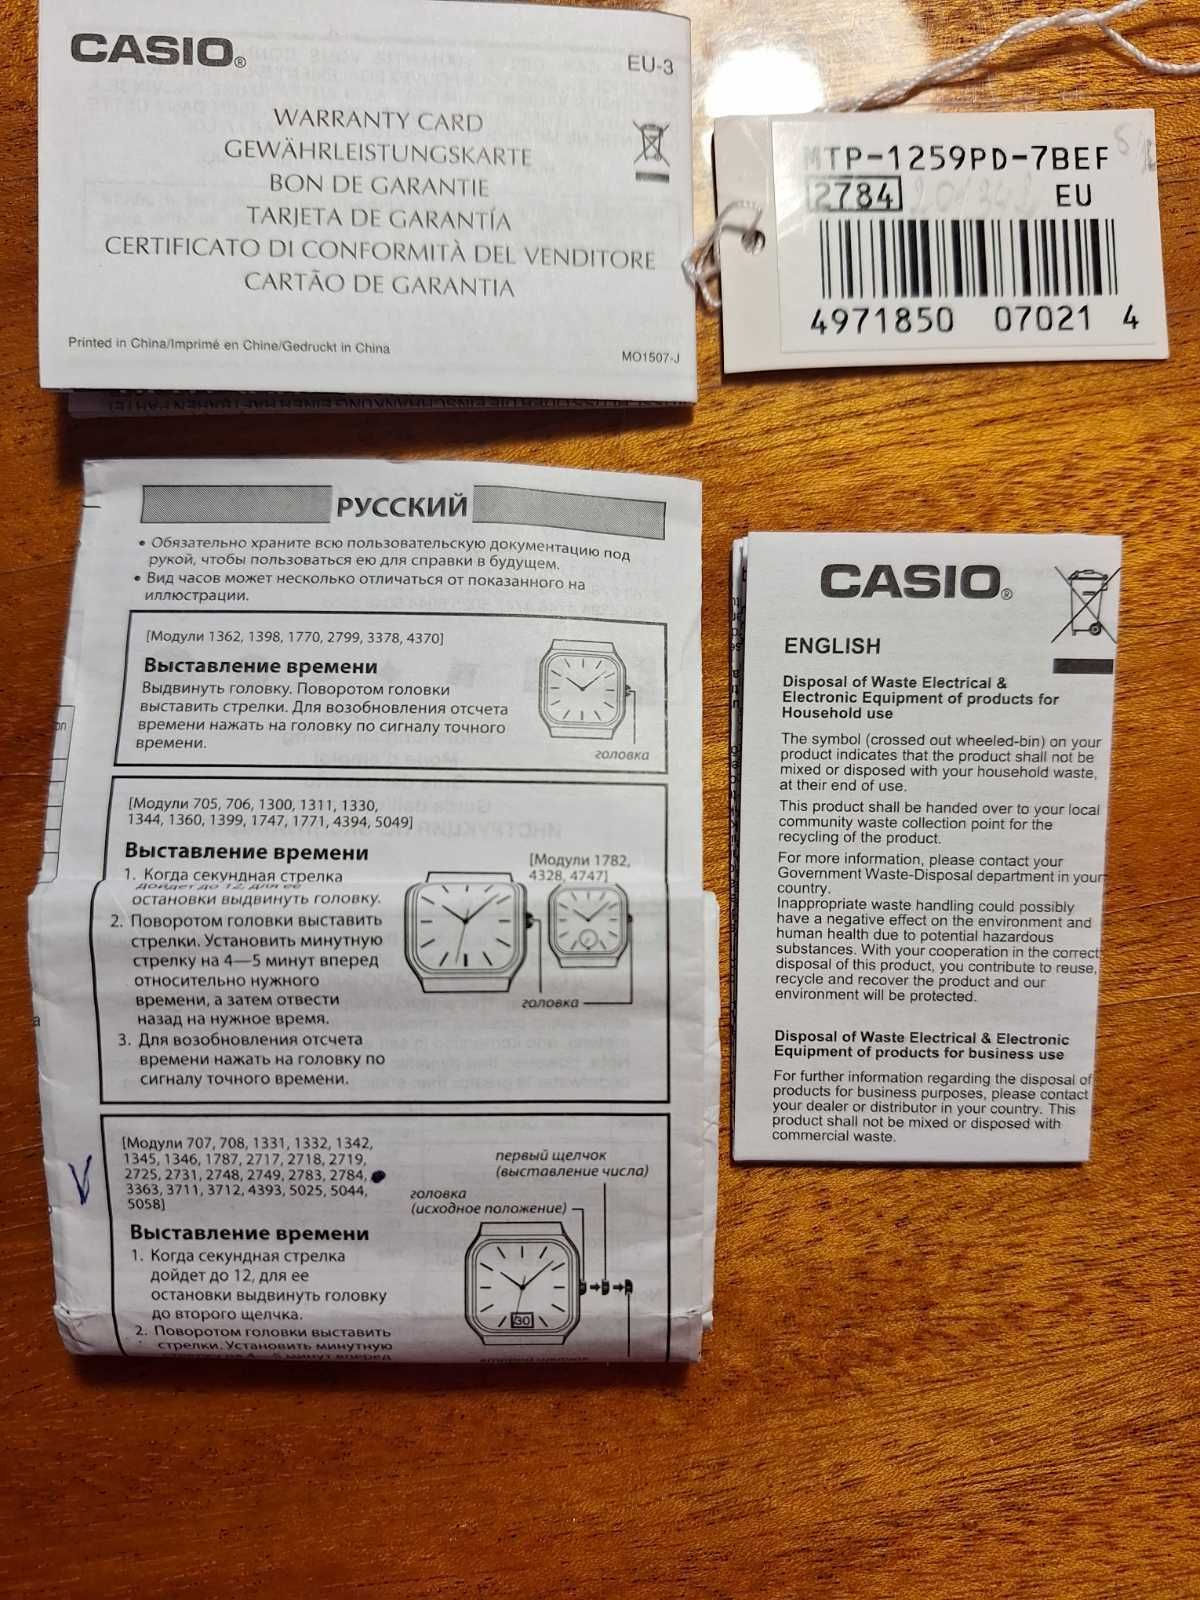 CASIO®
EU-3
WARRANTY CARD
GEWÄHRLEISTUNGSKARTE
BON DE GARANTIE
TARJETA DE GARANTÍA
CERTIFICATO DI CONFORMITÀ DEL VENDITORE
CARTÃO DE GARANTIA
Printed in China/Imprimé en Chine/Gedruckt in China
MO1507-J
MTP-1259PD-7BEF
2784
EU
4971850 07021 4
РУССКИЙ
• Обязательно храните всю пользовательскую документацию под
рукой, чтобы пользоваться ею для справки в будущем.
• Вид часов может несколько отличаться от показанного на
иллюстрации.
[Модули 1362, 1398, 1770, 2799, 3378, 4370]
Выставление времени
Выдвинуть головку. Поворотом головки
выставить стрелки. Для возобновления отсчета
времени нажать на головку по сигналу точного
времени.
головка
[Модули 705, 706, 1300, 1311, 1330,
1344, 1360, 1399, 1747, 1771, 4394, 5049]
Выставление времени
[Модули 1782,
4328, 4747]
1. Когда секундная стрелка
дойдет до 12, для ее
остановки выдвинуть головку.
2. Поворотом головки выставить
стрелки. Установить минутную
стрелку на 4—5 минут вперед
относительно нужного
времени, а затем отвести
назад на нужное время.
3. Для возобновления отсчета
времени нажать на головку по
сигналу точного времени.
головка
[Модули 707, 708, 1331, 1332, 1342,
1345, 1346, 1787, 2717, 2718, 2719,
2725, 2731, 2748, 2749, 2783, 2784,
3363, 3711, 3712, 4393, 5025, 5044,
5058]
первый щелчок
(выставление числа)
головка
(исходное положение)
Выставление времени
1. Когда секундная стрелка
дойдет до 12, для ее
остановки выдвинуть головку
до второго щелчка.
2. Поворотом головки выставить
стрелки. Установить минутную
стрелку на 4—5 минут вперед
30
второй щелчок
CASIO®
ENGLISH
Disposal of Waste Electrical &
Electronic Equipment of products for
Household use
The symbol (crossed out wheeled-bin) on your
product indicates that the product shall not be
mixed or disposed with your household waste,
at their end of use.
This product shall be handed over to your local
community waste collection point for the
recycling of the product.
For more information, please contact your
Government Waste-Disposal department in your
country.
Inappropriate waste handling could possibly
have a negative effect on the environment and
human health due to potential hazardous
substances. With your cooperation in the correct
disposal of this product, you contribute to reuse,
recycle and recover the product and our
environment will be protected.
Disposal of Waste Electrical & Electronic
Equipment of products for business use
For further information regarding the disposal of
products for business purposes, please contact
your dealer or distributor in your country. This
product shall not be mixed or disposed with
commercial waste.